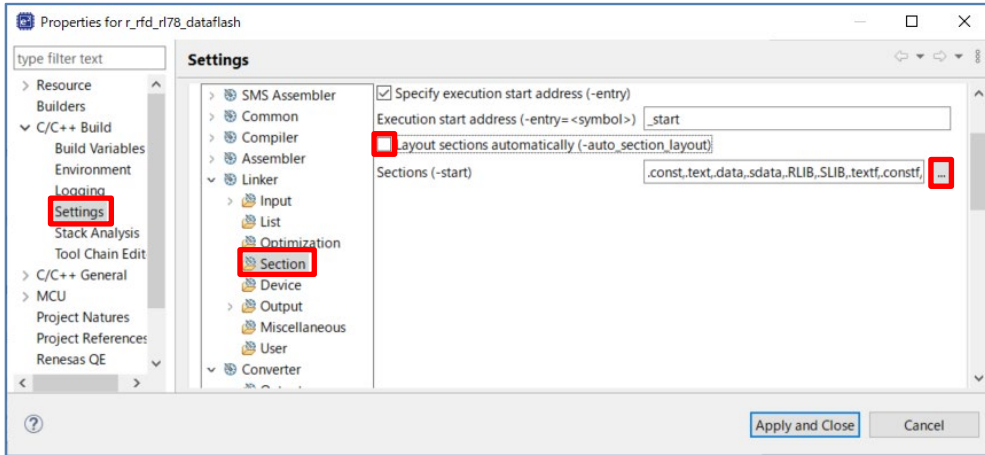 Properties for r_rfd_rl78_dataflash
type filter text
Resource
Builders
C/C++ Build
Build Variables
Environment
Logging
Settings
Stack Analysis
Tool Chain Edit
C/C++ General
MCU
Project Natures
Project References
Renesas QE
Settings
SMS Assembler
Common
Compiler
Assembler
Linker
Input
List
Optimization
Section
Device
Output
Miscellaneous
User
Converter
Specify execution start address (-entry)
Execution start address (-entry=<symbol>) _start
Layout sections automatically (-auto_section_layout)
Sections (-start) .const,.text,.data,.sdata,.RLIB,.SLIB,.textf,.constf, ...
Apply and Close Cancel